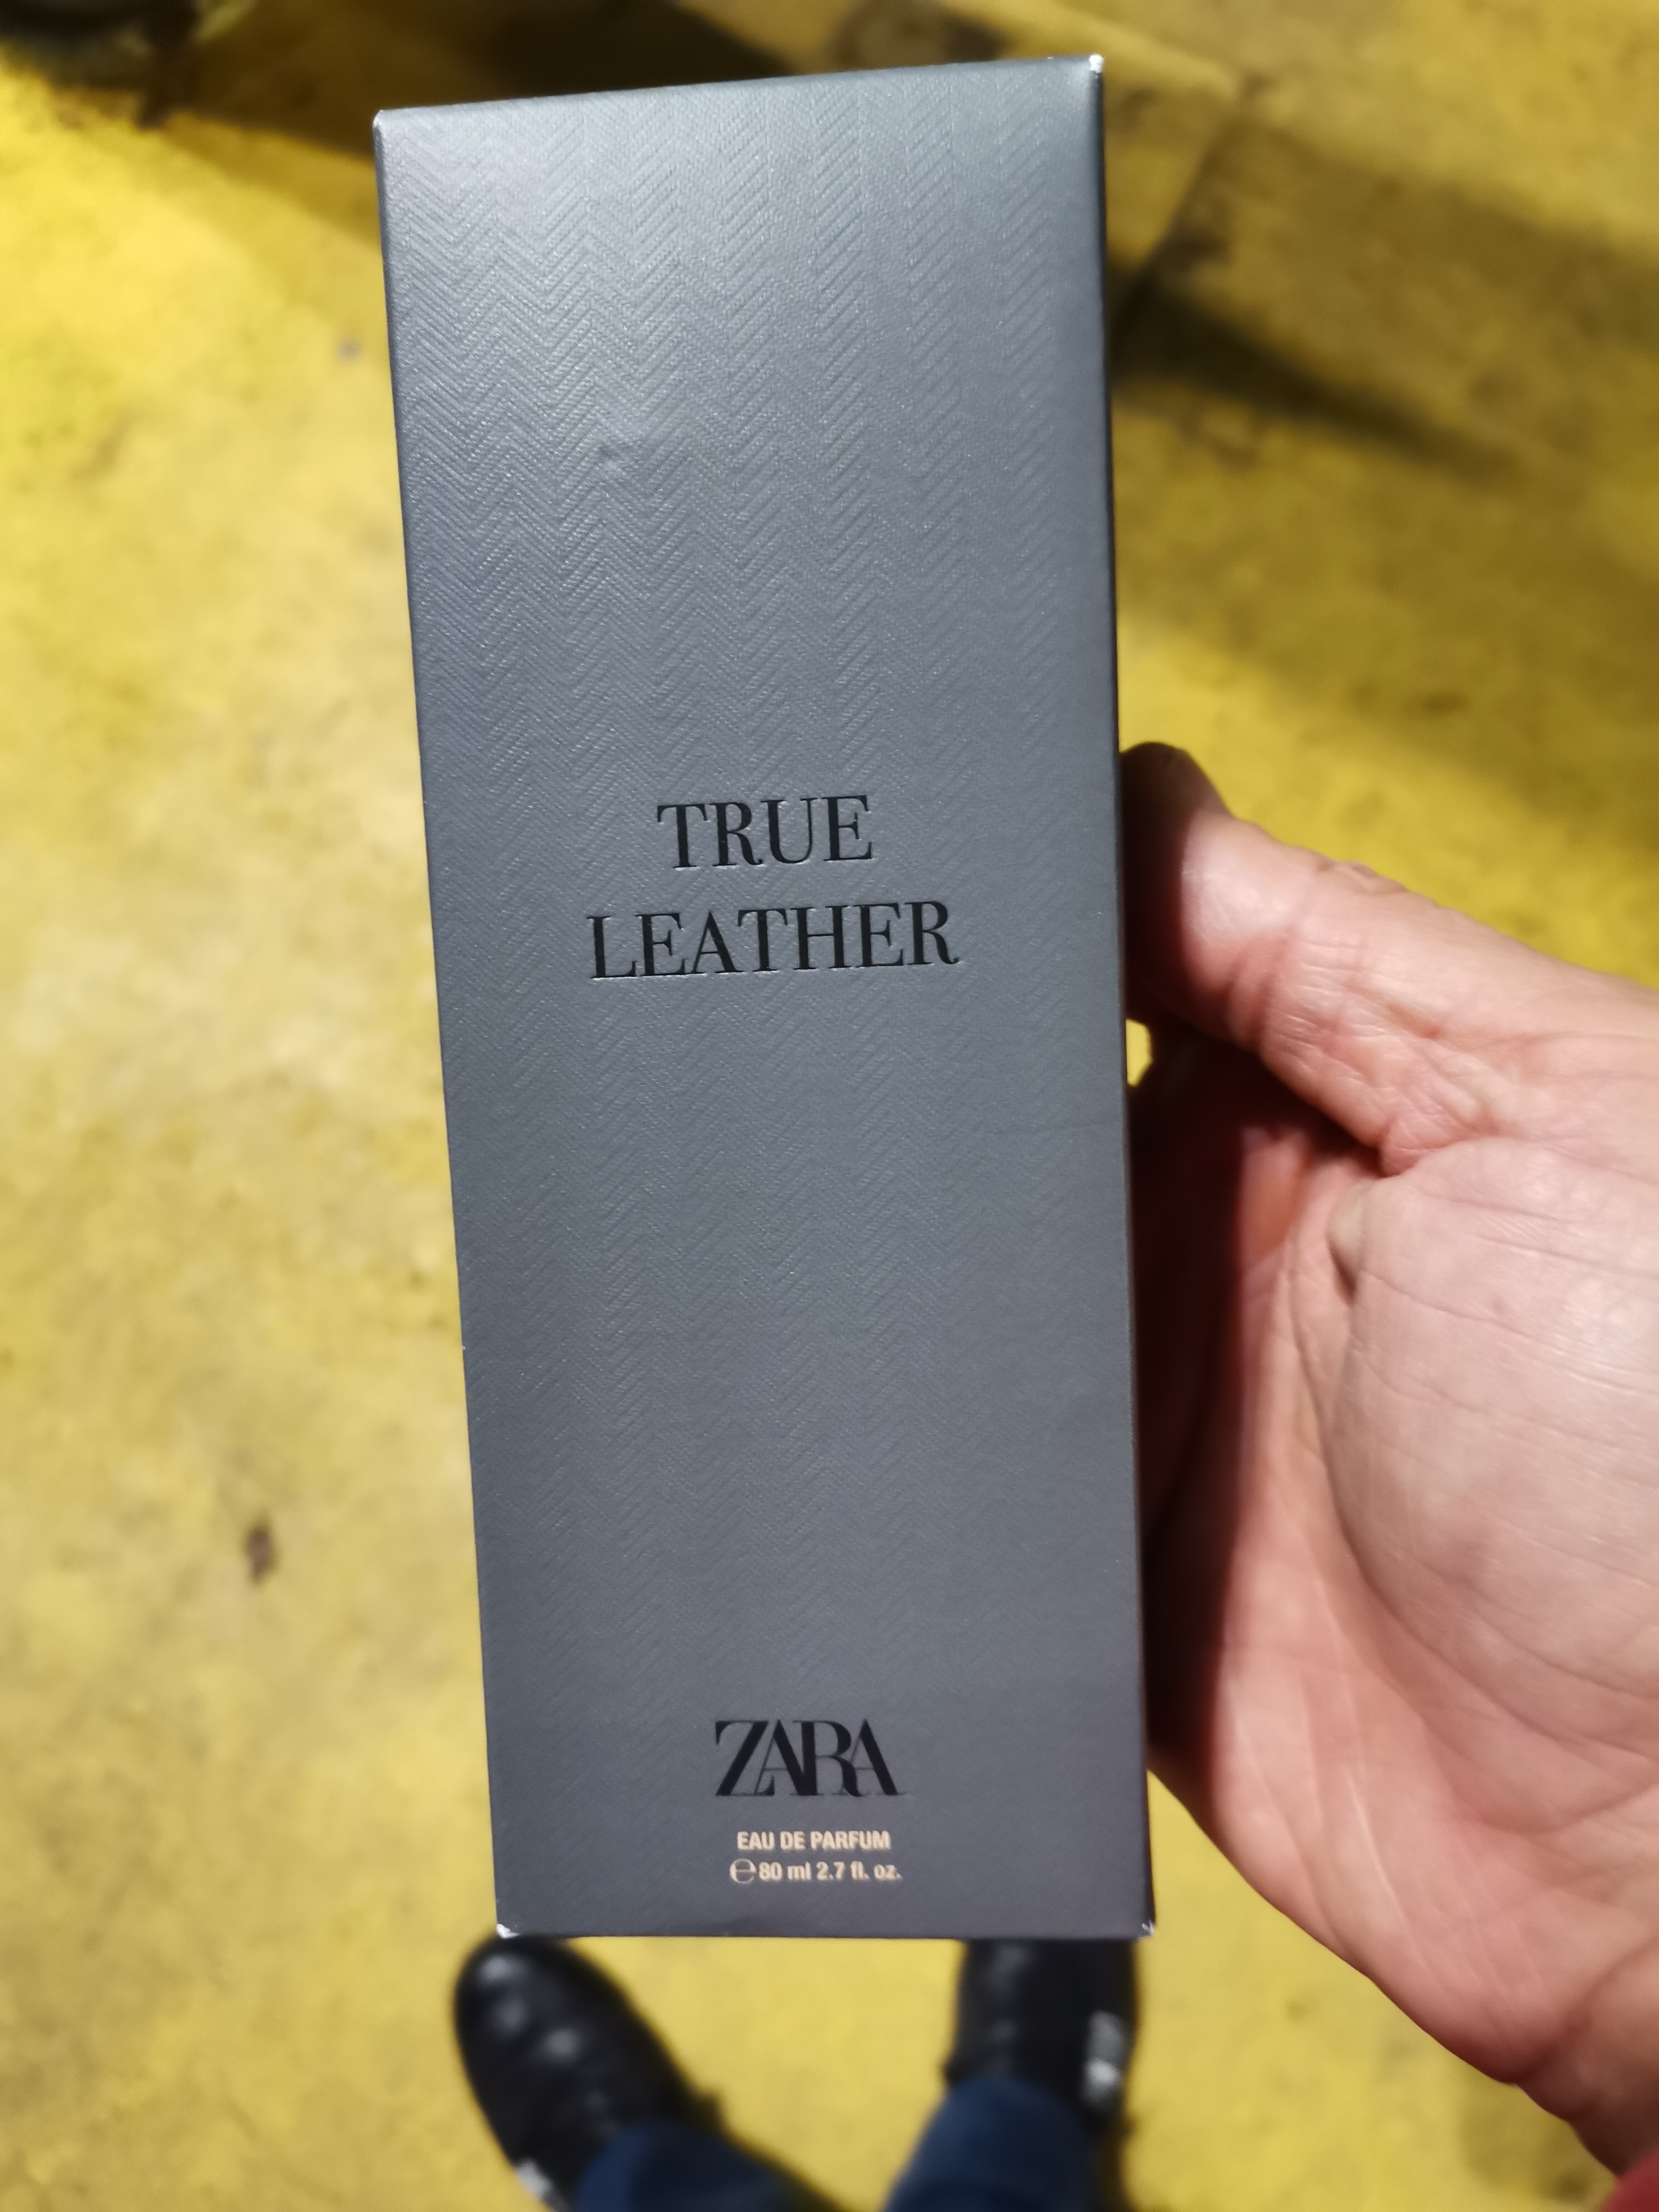 TRUE
LEATHER
ZARA
EAU DE PARFUM
℮80 ml 2.7 fl. oz.